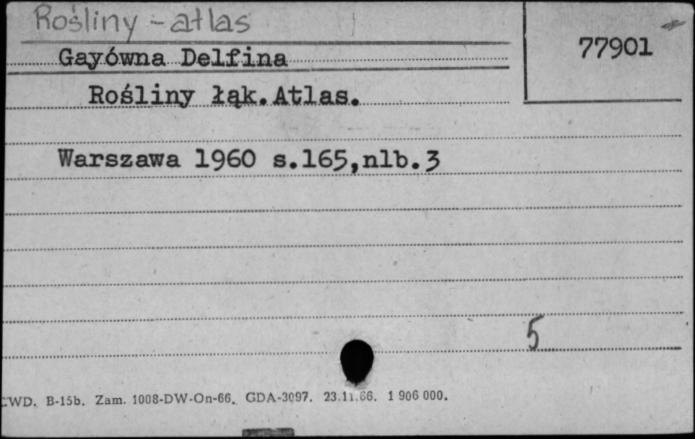 Rośliny - atlas
77901
Gayówna Delfina
Rośliny łąk. Atlas.
Warszawa 1960 s.165,nlb.3
5
CWD. B-15b. Zam. 1008-DW-On-66. GDA-3097. 23.11.66. 1 906 000.